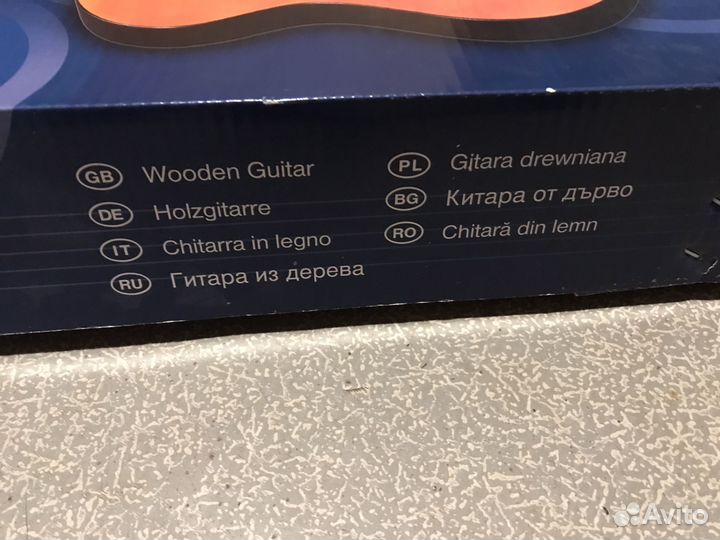 GB Wooden Guitar
DE Holzgitarre
IT Chitarra in legno
RU Гитара из дерева
PL Gitara drewniana
BG Китара от дърво
RO Chitară din lemn
Avito